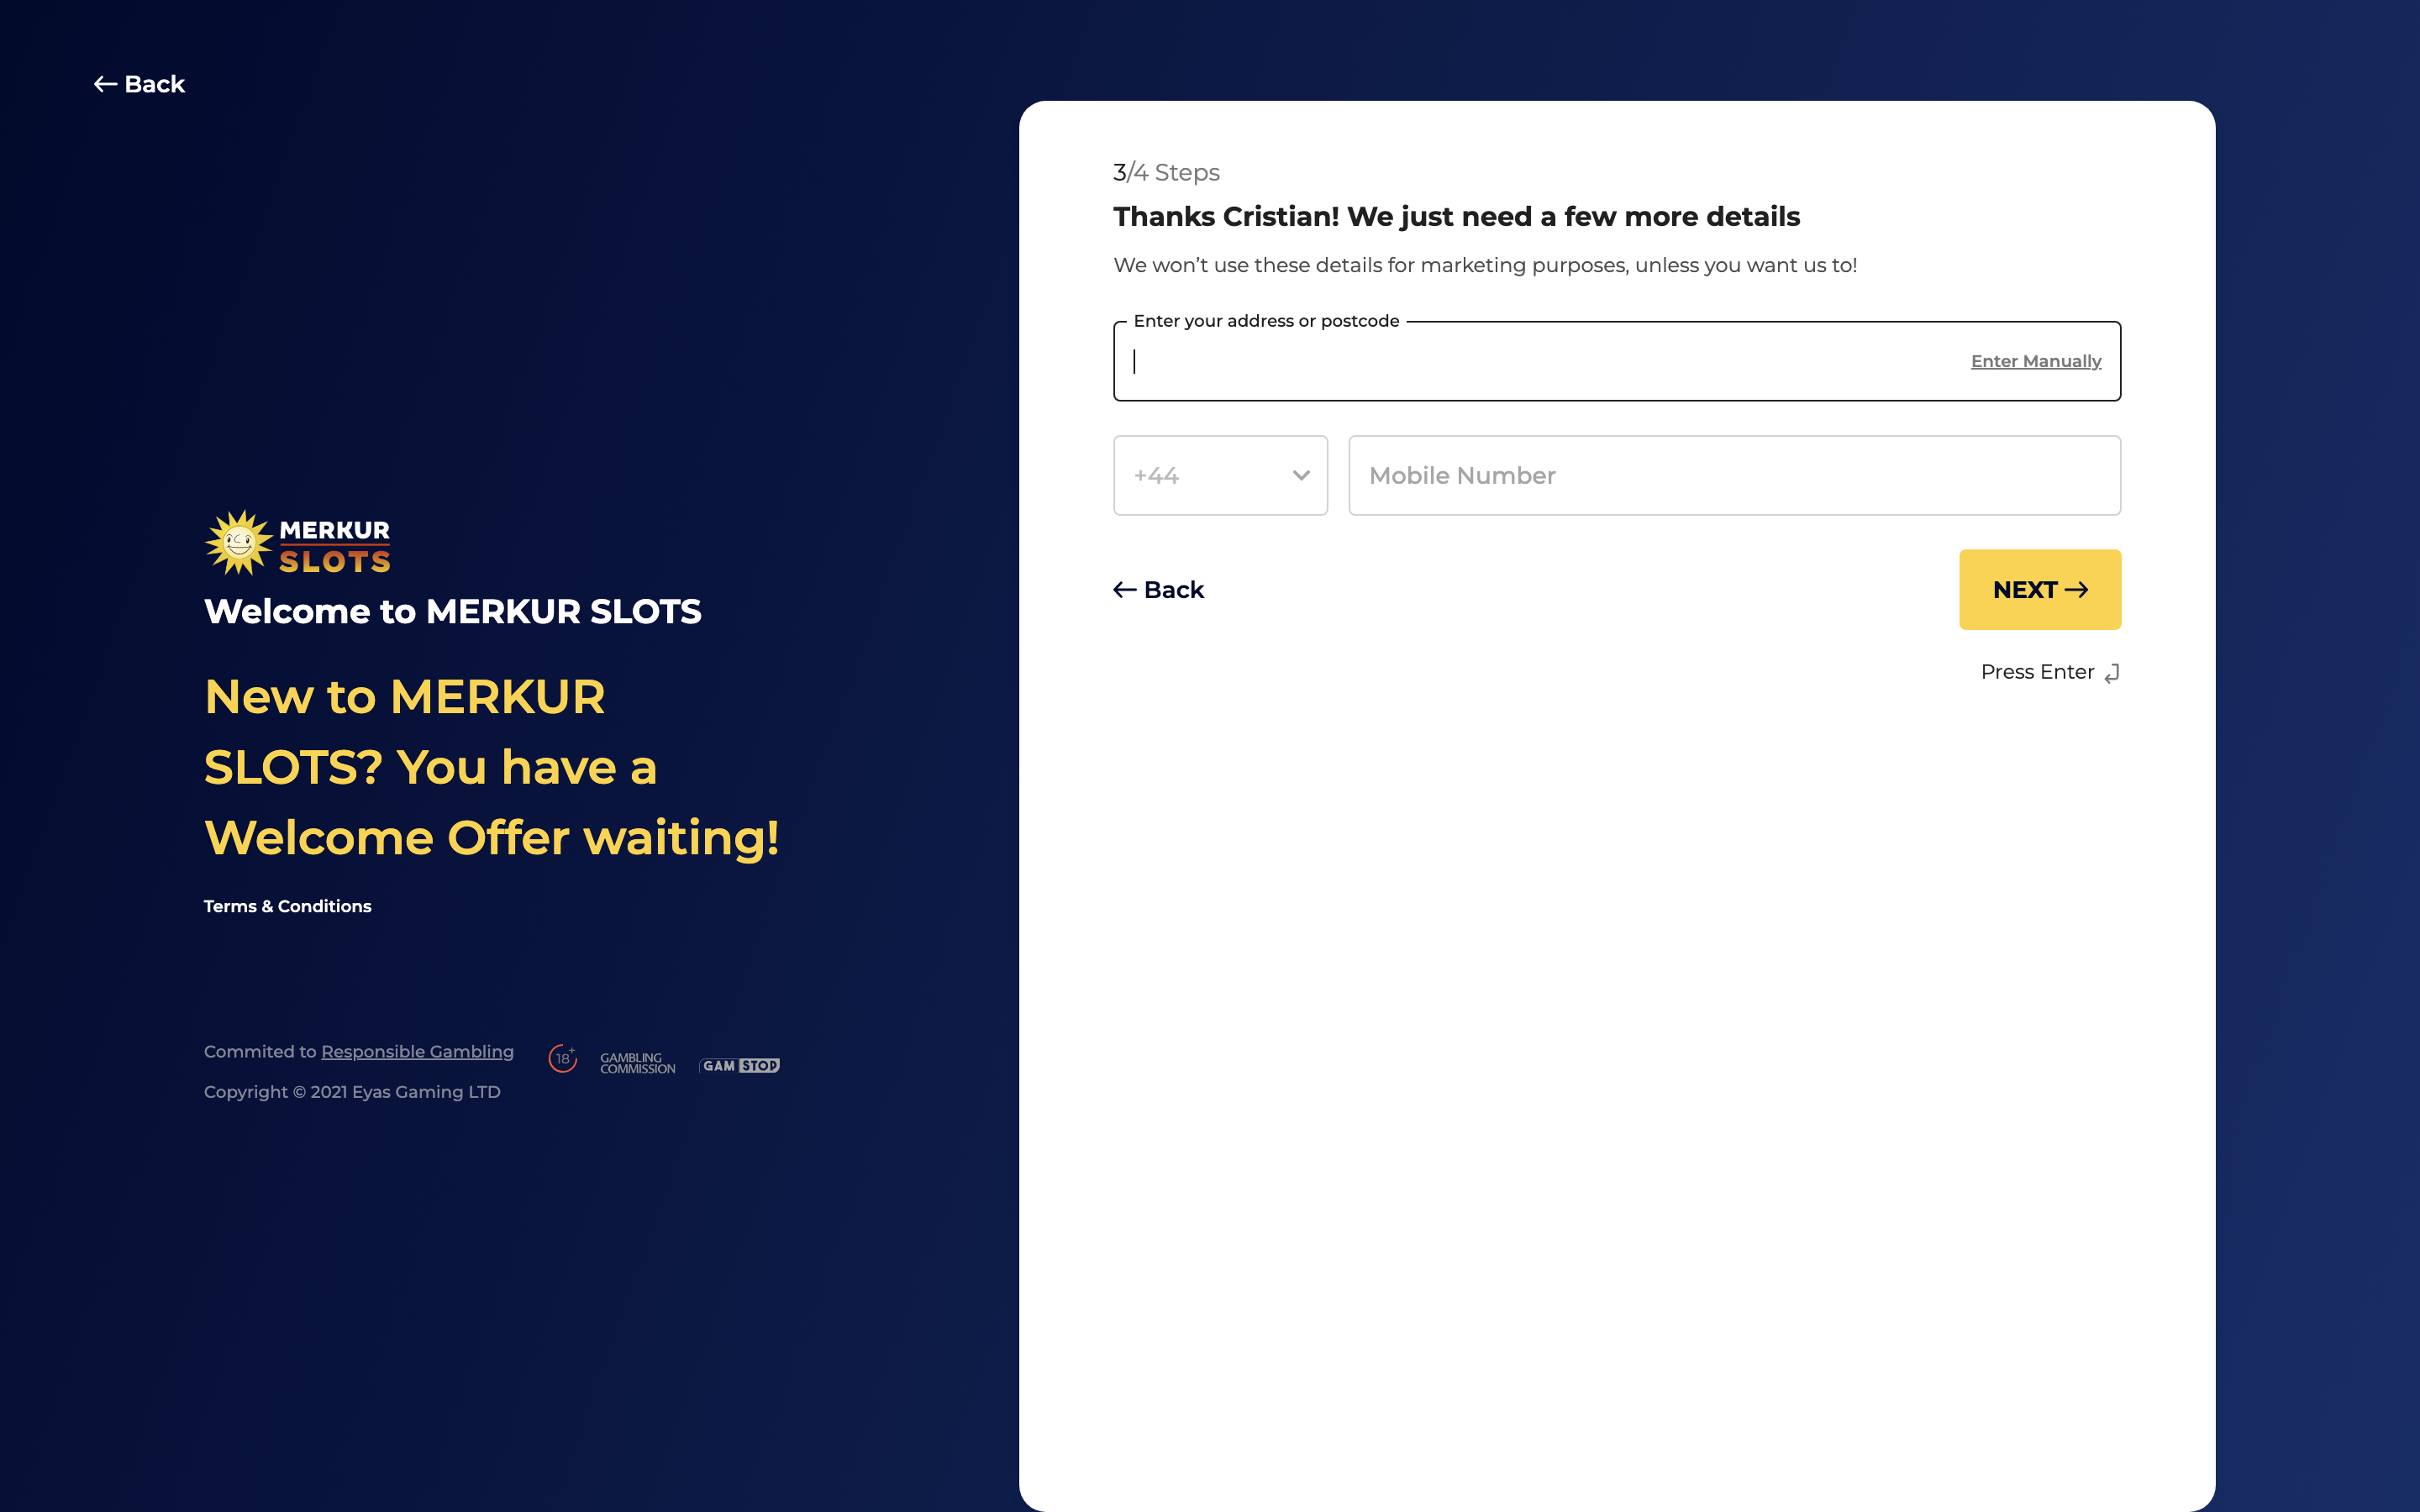 Back
3/4 Steps
Thanks Cristian! We just need a few more details
We won’t use these details for marketing purposes, unless you want us to!
Enter your address or postcode
Enter Manually
+44
Mobile Number
Back
NEXT
Press Enter
MERKUR
SLOTS
Welcome to MERKUR SLOTS
New to MERKUR
SLOTS? You have a
Welcome Offer waiting!
Terms & Conditions
Commited to Responsible Gambling
18+
GAMBLING
COMMISSION
GAMSTOP
Copyright © 2021 Eyas Gaming LTD